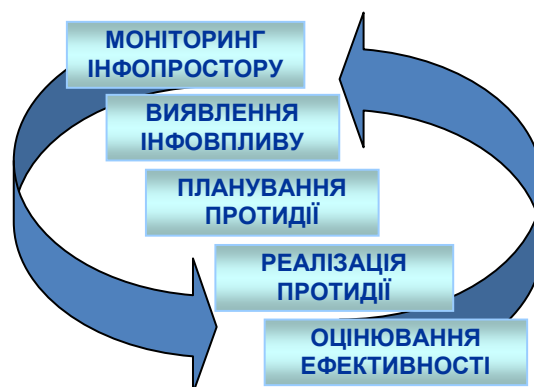 МОНІТОРИНГ
ІНФОПРОСТОРУ
ВИЯВЛЕННЯ
ІНФОВПЛИВУ
ПЛАНУВАННЯ
ПРОТИДІЇ
РЕАЛІЗАЦІЯ
ПРОТИДІЇ
ОЦІНЮВАННЯ
ЕФЕКТИВНОСТІ